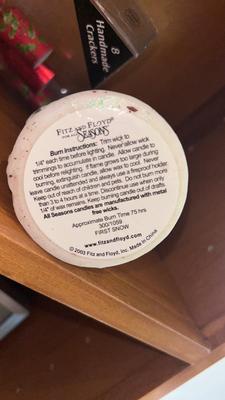 8
Handmade
Crackers
FITZ AND FLOYD
SEASONS
Burn Instructions: Trim wick to
1/4" each time before lighting. Never allow wick
trimmings to accumulate in candle. Allow candle to
cool before relighting. If flame grows too large during
burning, extinguish candle, allow wax to cool. Never
leave candle unattended and always use a fireproof holder.
Keep out of reach of children and pets. Do not burn more
than 3 to 4 hours at a time. Discontinue use when only
1/4" of wax remains. Keep burning candle out of drafts.
All Seasons candles are manufactured with metal
free wicks.
Approximate Burn Time 75 hrs
300/1059
FIRST SNOW
www.fitzandfloyd.com
© 2003 Fitz and Floyd, Inc. Made in China